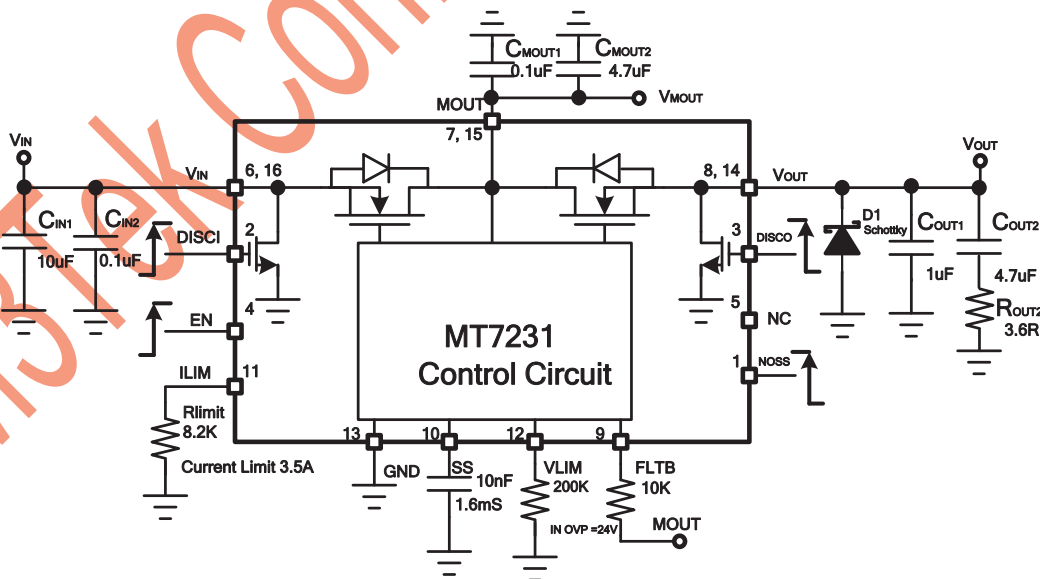 CMOUT1
0.1uF
CMOUT2
4.7uF
MOUT
VMOUT
7, 15
VIN
VIN
6, 16
8, 14
VOUT
VOUT
CIN1
10uF
CIN2
0.1uF
DISCI
2
3
DISCO
D1
Schottky
COUT1
1uF
COUT2
4.7uF
ROUT2
3.6R
EN
4
5
NC
MT7231
Control Circuit
ILIM
11
1
NOSS
Rlimit
8.2K
Current Limit 3.5A
13
10
12
9
GND
SS
10nF
1.6mS
VLIM
200K
IN OVP =24V
FLTB
10K
MOUT